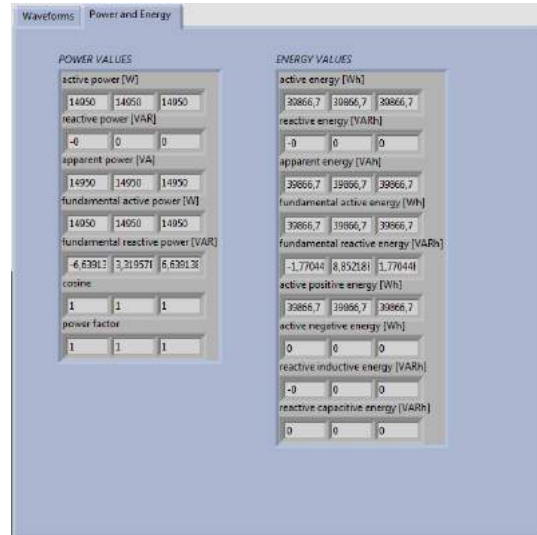 Waveforms Power and Energy
POWER VALUES
active power [W]
14950 14950 14950
reactive power [VAR]
-0 0 0
apparent power [VA]
14950 14950 14950
fundamental active power [W]
14950 14950 14950
fundamental reactive power [VAR]
-6,63913 3,319571 6,639138
cosine
1 1 1
power factor
1 1 1
ENERGY VALUES
active energy [Wh]
39866,7 39866,7 39866,7
reactive energy [VARh]
-0 0 0
apparent energy [VAh]
39866,7 39866,7 39866,7
fundamental active energy [Wh]
39866,7 39866,7 39866,7
fundamental reactive energy [VARh]
-1,77044 8,85218
active positive energy [Wh]
39866,7 39866,7 39866,7
active negative energy [Wh]
0 0 0
reactive inductive energy [VARh]
-0 0 0
reactive capacitive energy [VARh]
0 0 0